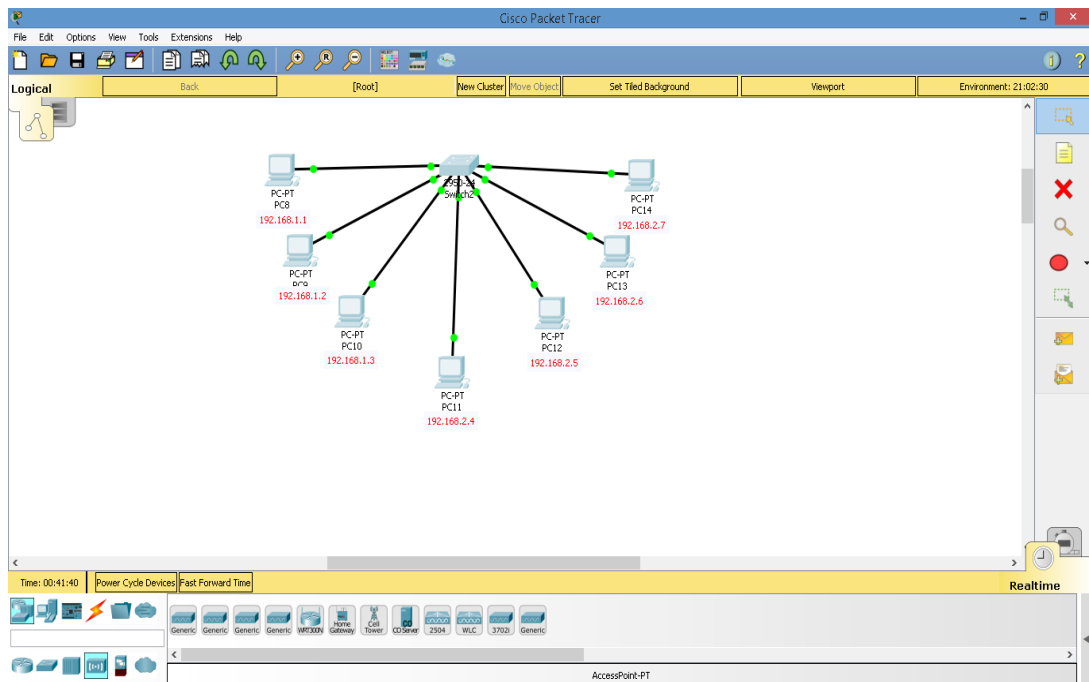 Cisco Packet Tracer
File Edit Options View Tools Extensions Help
Logical
Back
[Root]
New Cluster
Move Object
Set Tiled Background
Viewport
Environment: 21:02:30
2950-24
Switch2
PC-PT
PC8
192.168.1.1
PC-PT
PC14
192.168.2.7
PC-PT
PC9
192.168.1.2
PC-PT
PC13
192.168.2.6
PC-PT
PC10
192.168.1.3
PC-PT
PC12
192.168.2.5
PC-PT
PC11
192.168.2.4
Time: 00:41:40
Power Cycle Devices
Fast Forward Time
Realtime
Generic
Generic
Generic
Generic
WRT300N
Home Gateway
Cell Tower
CO Server
2504
WLC
3702i
Generic
AccessPoint-PT